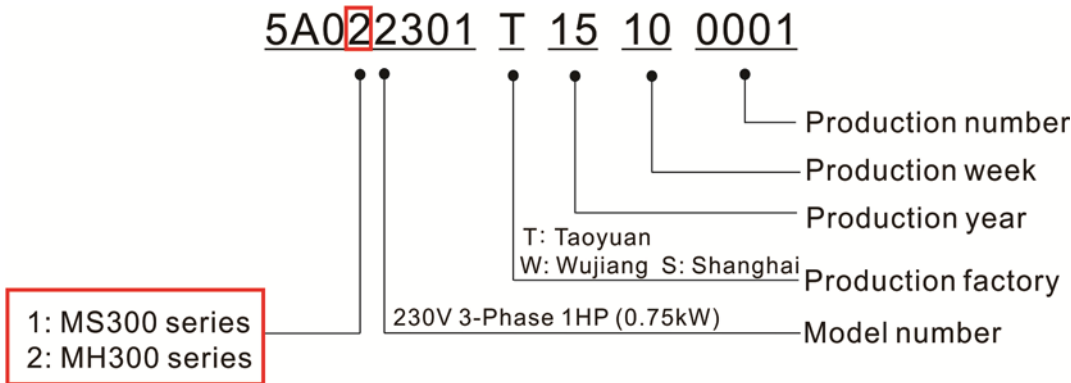 5A022301 T 15 10 0001
Production number
Production week
Production year
T: Taoyuan
W: Wujiang S: Shanghai
Production factory
230V 3-Phase 1HP (0.75kW)
Model number
1: MS300 series
2: MH300 series